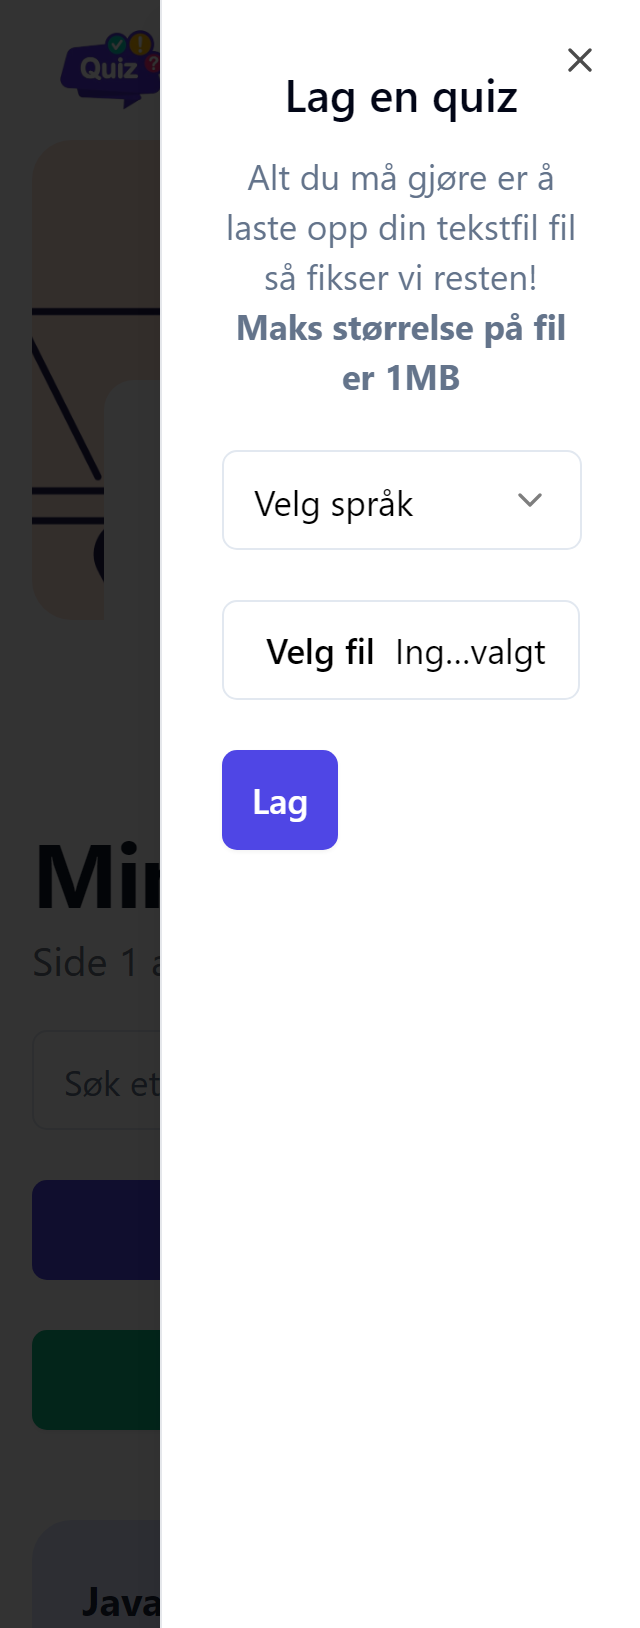 Quiz
Lag en quiz
Alt du må gjøre er å
laste opp din tekstfil fil
så fikser vi resten!
Maks størrelse på fil
er 1MB
Velg språk
Velg fil Ing...valgt
Lag
Side 1
Søk et
Java